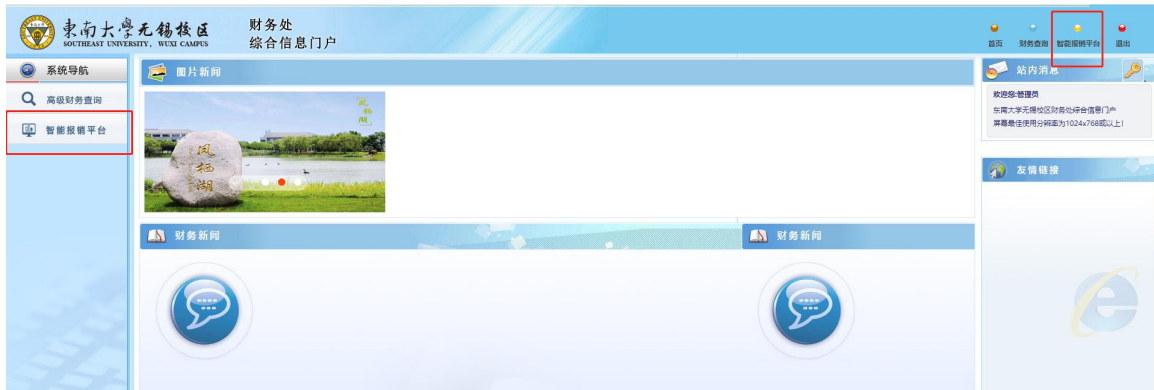 東南大學无锡校区
SOUTHEAST UNIVERSITY, WUXI CAMPUS
财务处
综合信息门户
首页 财务查询 智能报销平台 退出
系统导航
高级财务查询
智能报销平台
图片新闻
凤栖湖
凤栖湖
财务新闻
财务新闻
站内消息
欢迎您:管理员
东南大学无锡校区财务处综合信息门户
屏幕最佳使用分辨率为1024x768或以上!
友情链接